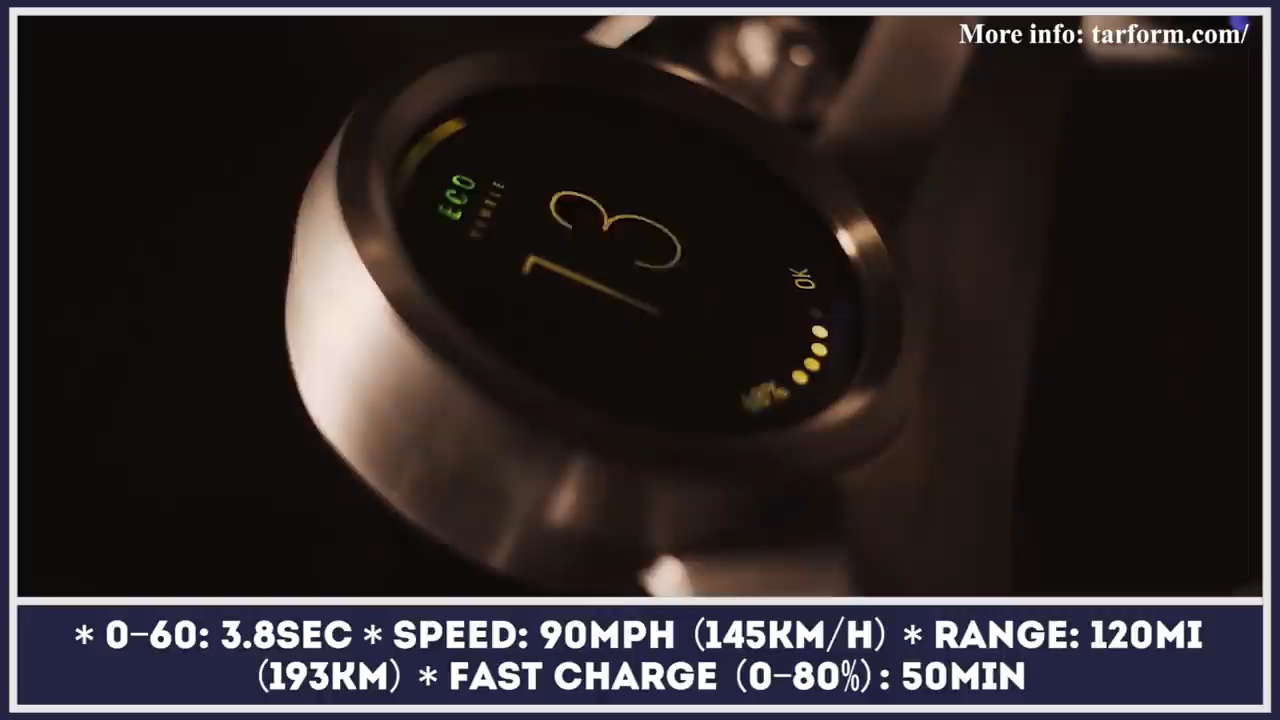 More info: tarform.com/
ECO
13
OK
* 0-60: 3.8SEC * SPEED: 90MPH (145KM/H) * RANGE: 120MI
(193KM) * FAST CHARGE (0-80%): 50MIN